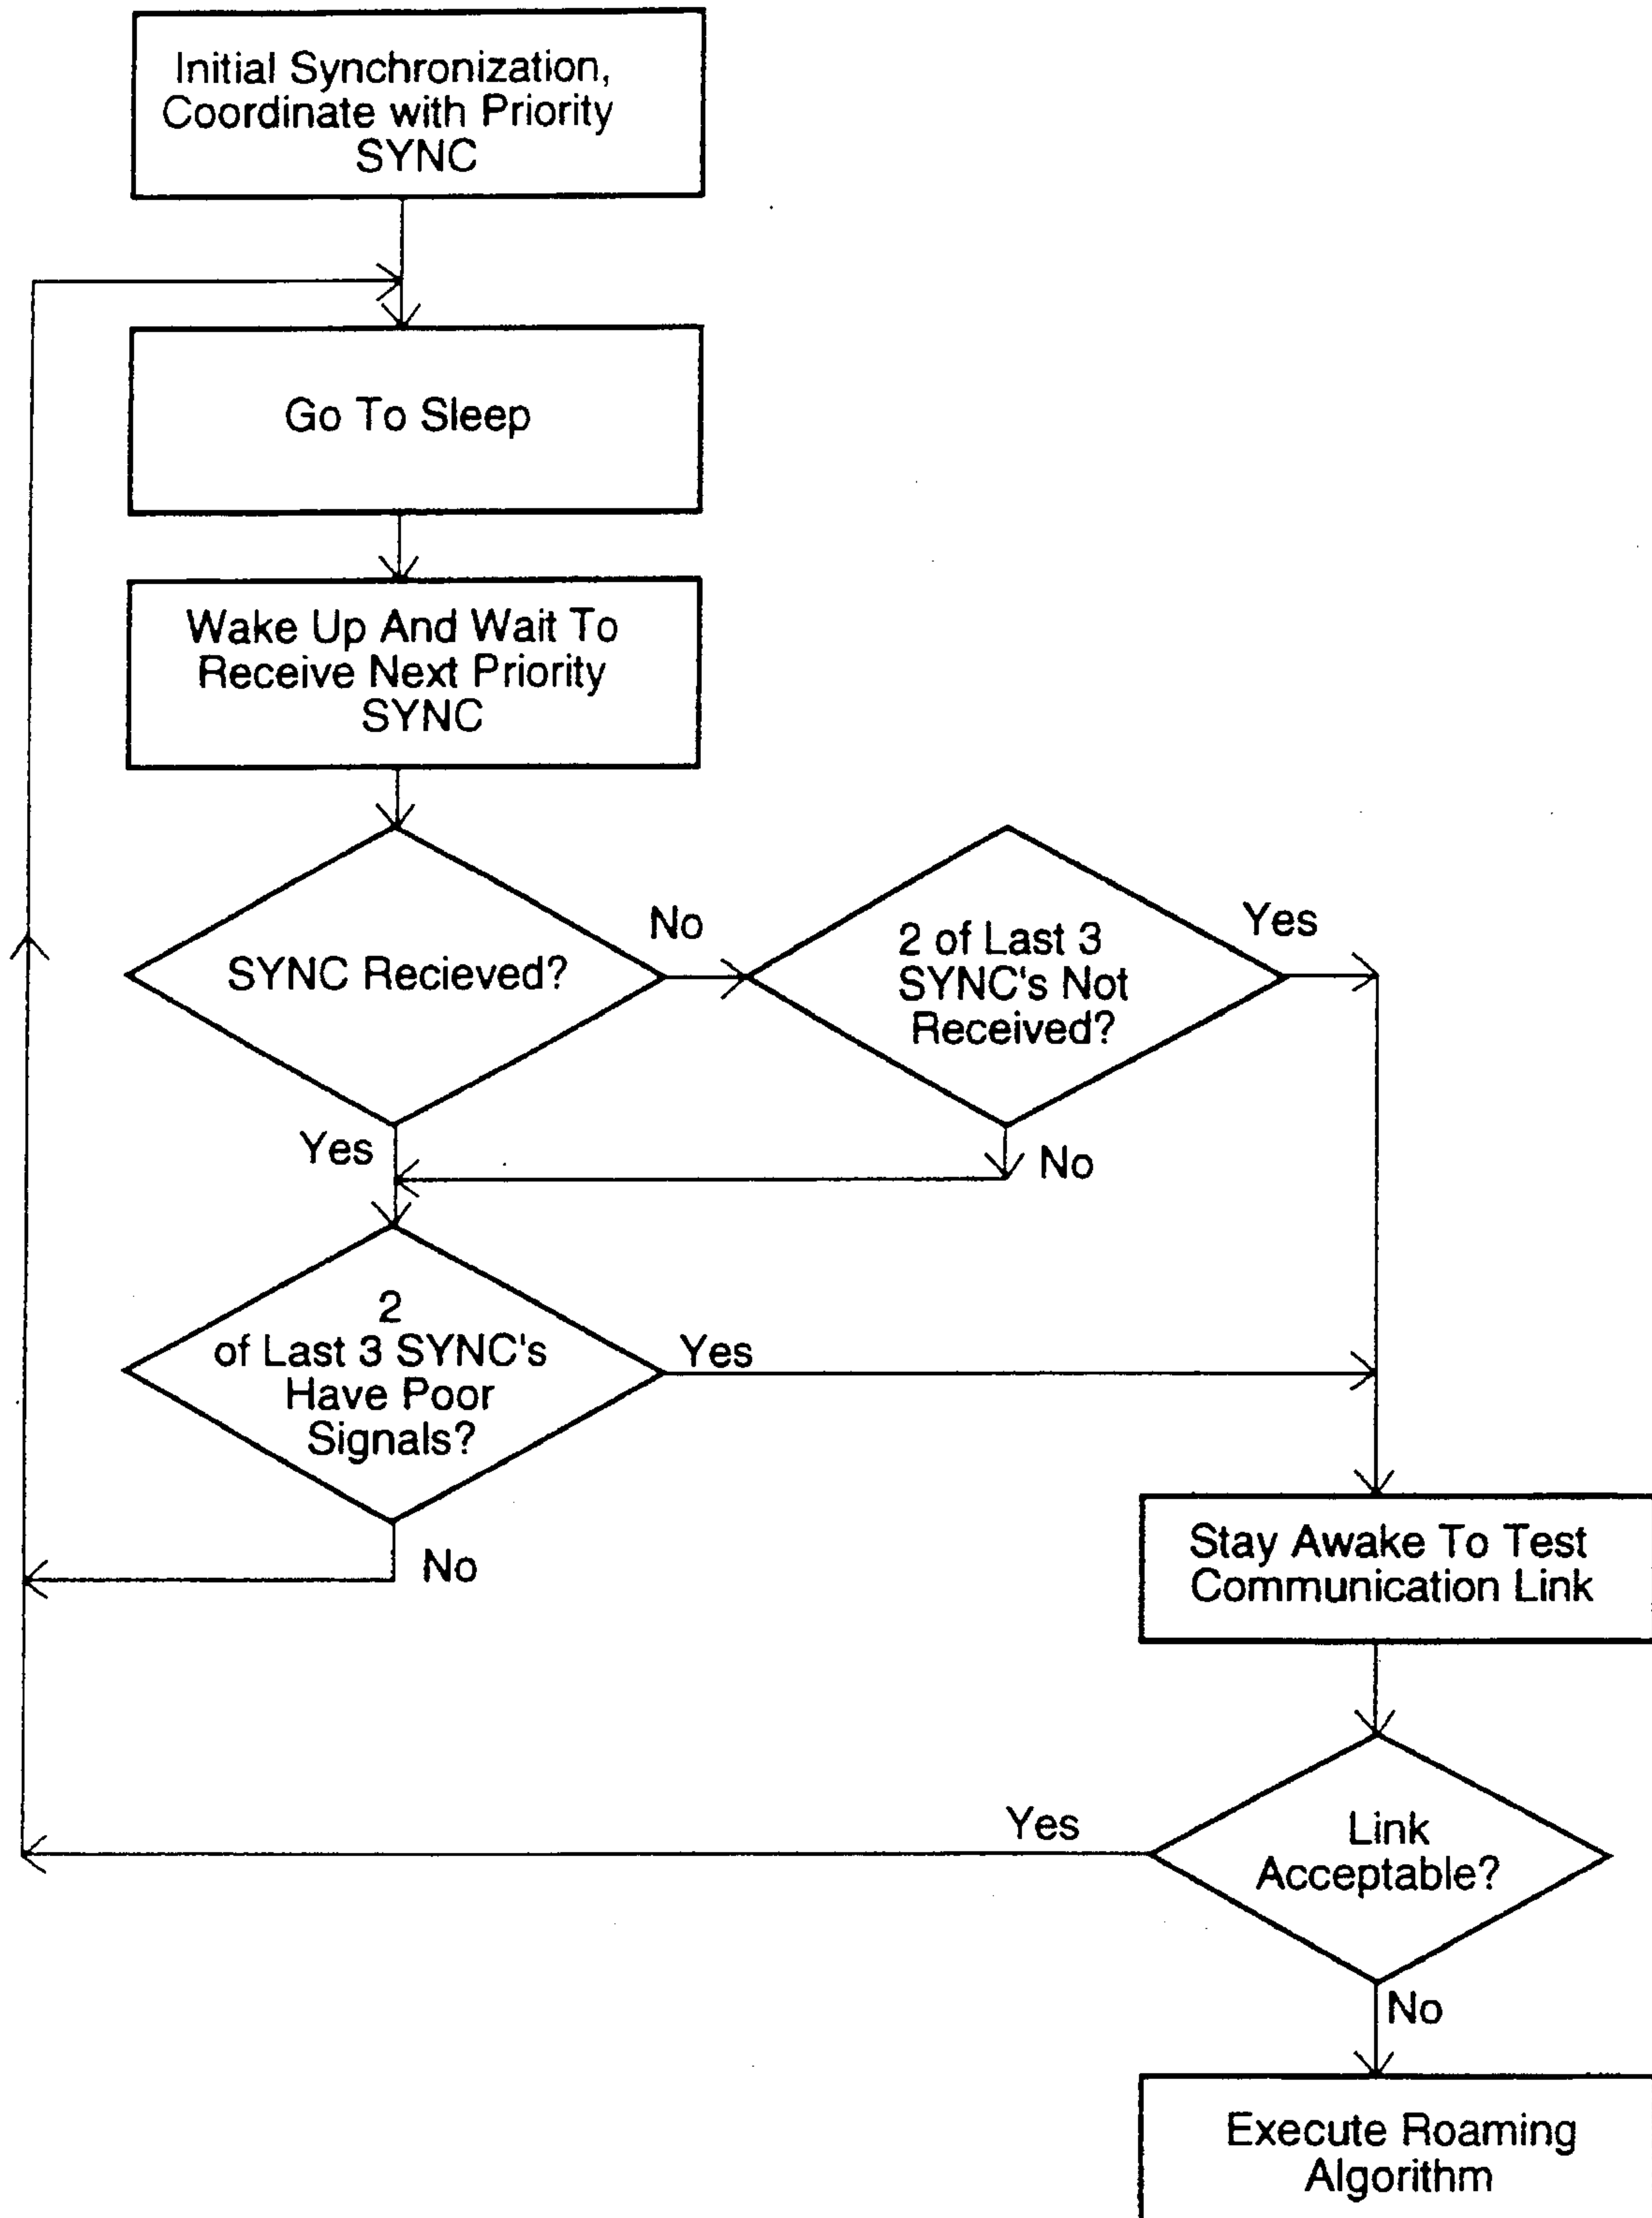 Initial Synchronization,
Coordinate with Priority
SYNC
Go To Sleep
Wake Up And Wait To
Receive Next Priority
SYNC
SYNC Recieved?
No
2 of Last 3
SYNC's Not
Received?
Yes
Yes
No
2
of Last 3 SYNC's
Have Poor
Signals?
Yes
No
Stay Awake To Test
Communication Link
Link
Acceptable?
Yes
No
Execute Roaming
Algorithm